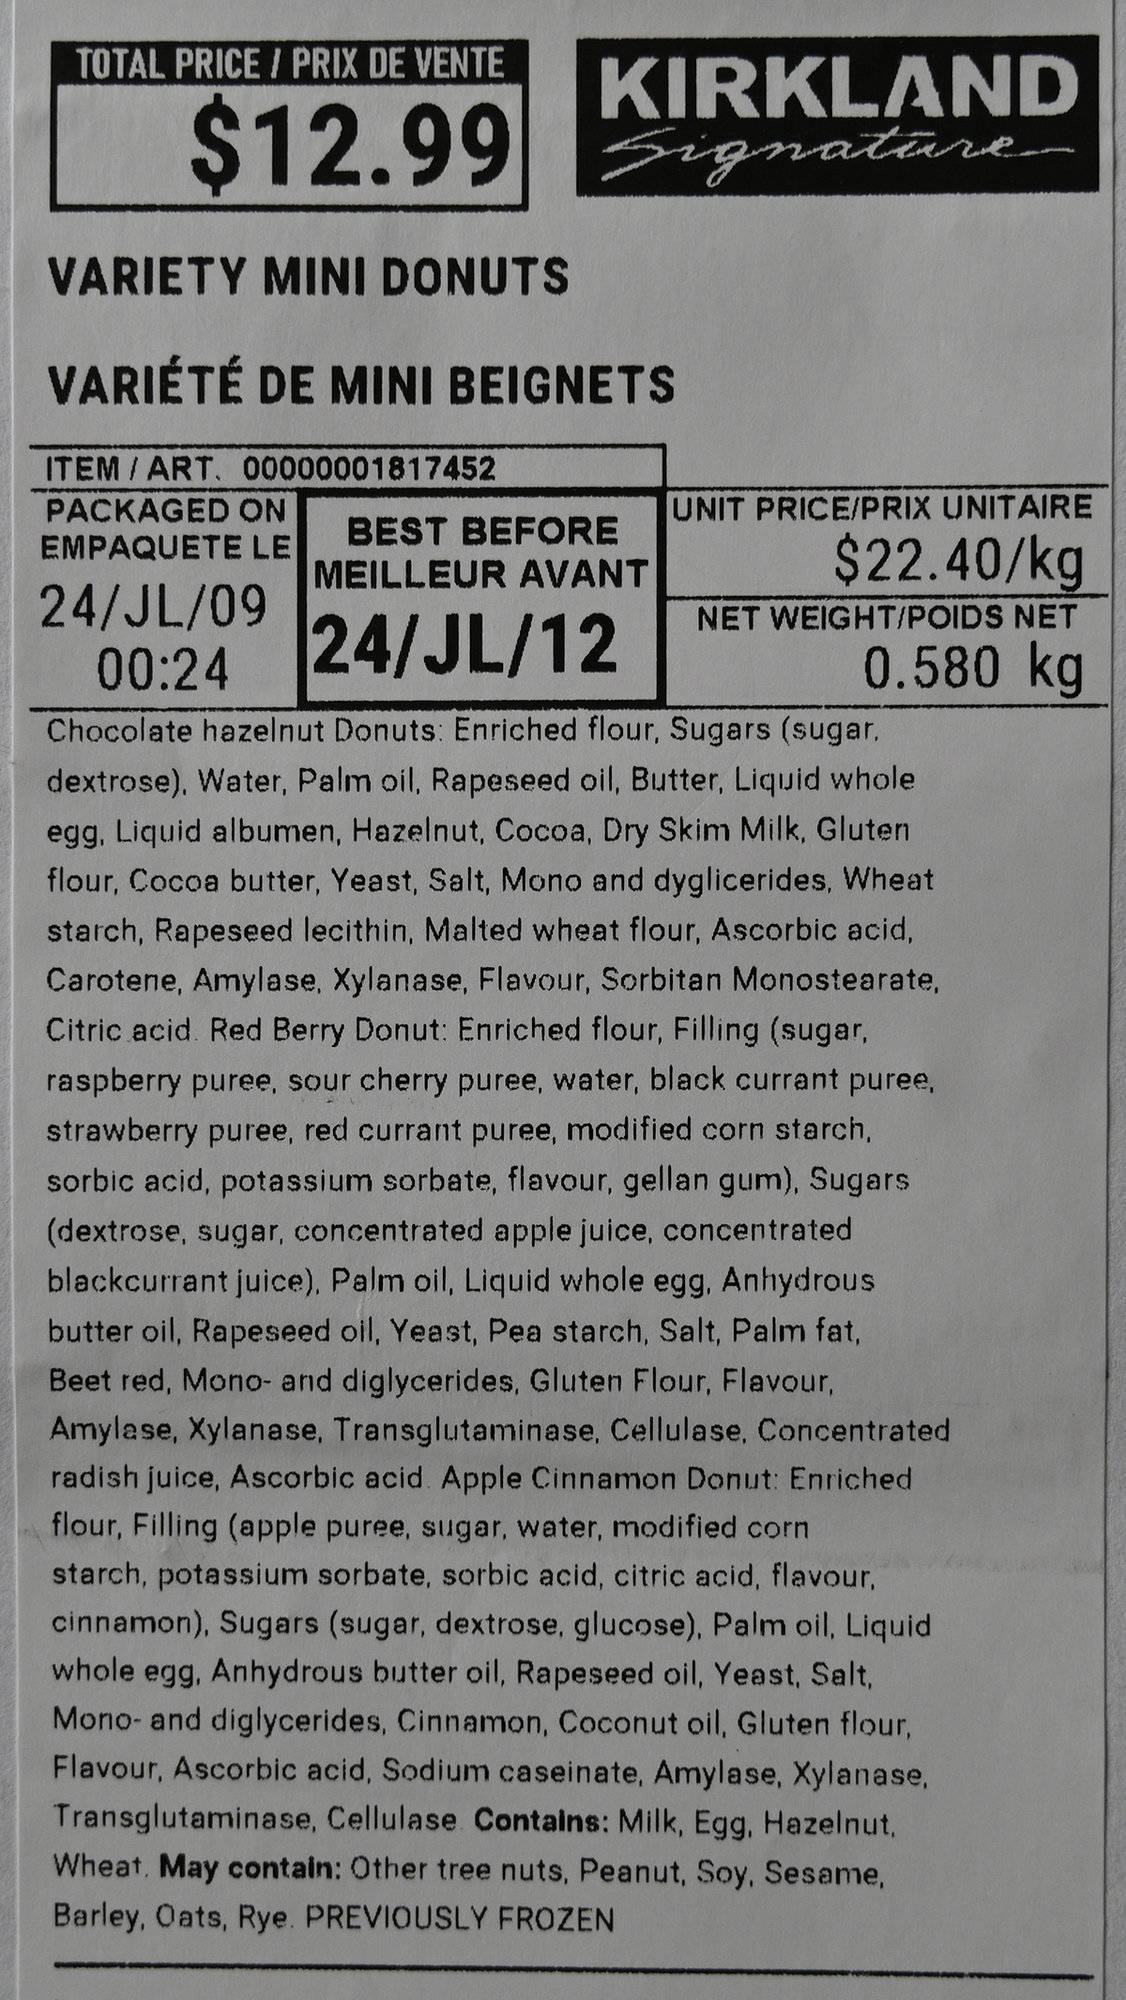 TOTAL PRICE / PRIX DE VENTE
$12.99
KIRKLAND
Signature
VARIETY MINI DONUTS
VARIÉTÉ DE MINI BEIGNETS
ITEM / ART. 00000001817452
PACKAGED ON
EMPAQUETE LE
24/JL/09
00:24
BEST BEFORE
MEILLEUR AVANT
24/JL/12
UNIT PRICE/PRIX UNITAIRE
$22.40/kg
NET WEIGHT/POIDS NET
0.580 kg
Chocolate hazelnut Donuts: Enriched flour, Sugars (sugar,
dextrose), Water, Palm oil, Rapeseed oil, Butter, Liquid whole
egg, Liquid albumen, Hazelnut, Cocoa, Dry Skim Milk, Gluten
flour, Cocoa butter, Yeast, Salt, Mono and dyglicerides, Wheat
starch, Rapeseed lecithin, Malted wheat flour, Ascorbic acid,
Carotene, Amylase, Xylanase, Flavour, Sorbitan Monostearate,
Citric acid. Red Berry Donut: Enriched flour, Filling (sugar,
raspberry puree, sour cherry puree, water, black currant puree,
strawberry puree, red currant puree, modified corn starch,
sorbic acid, potassium sorbate, flavour, gellan gum), Sugars
(dextrose, sugar, concentrated apple juice, concentrated
blackcurrant juice), Palm oil, Liquid whole egg, Anhydrous
butter oil, Rapeseed oil, Yeast, Pea starch, Salt, Palm fat,
Beet red, Mono- and diglycerides, Gluten Flour, Flavour,
Amylase, Xylanase, Transglutaminase, Cellulase, Concentrated
radish juice, Ascorbic acid. Apple Cinnamon Donut: Enriched
flour, Filling (apple puree, sugar, water, modified corn
starch, potassium sorbate, sorbic acid, citric acid, flavour,
cinnamon), Sugars (sugar, dextrose, glucose), Palm oil, Liquid
whole egg, Anhydrous butter oil, Rapeseed oil, Yeast, Salt,
Mono- and diglycerides, Cinnamon, Coconut oil, Gluten flour,
Flavour, Ascorbic acid, Sodium caseinate, Amylase, Xylanase,
Transglutaminase, Cellulase. Contains: Milk, Egg, Hazelnut,
Wheat. May contain: Other tree nuts, Peanut, Soy, Sesame,
Barley, Oats, Rye. PREVIOUSLY FROZEN